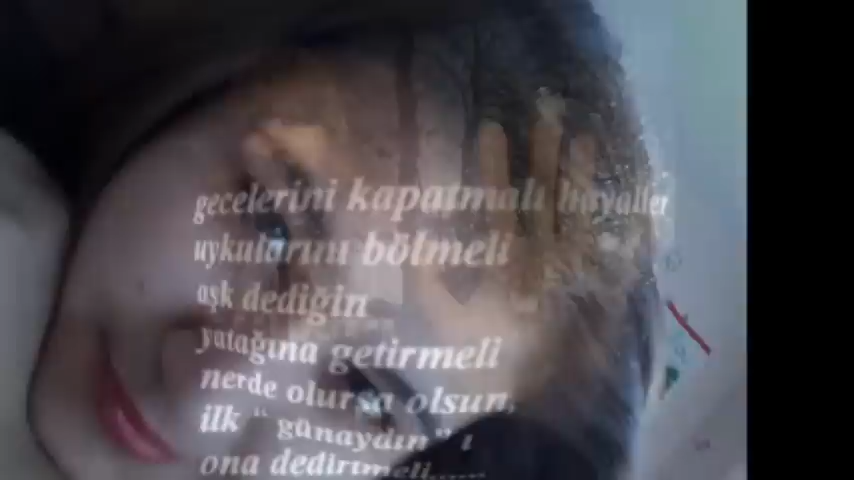 gecelerini kapatmalı hayaller
uykularını bölmeli
aşk dediğin
yatağına getirmeli
nerde olursa olsun,
ilk " günaydın " ı
ona dedirtmeli......